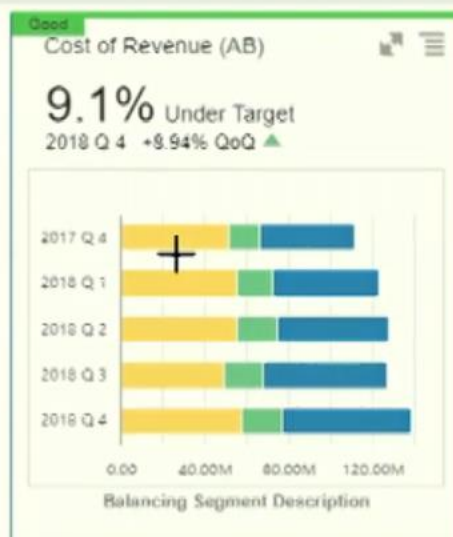 Good
Cost of Revenue (AB)
9.1% Under Target
2018 Q 4 +8.94% QoQ
2017 Q 4
2018 Q 1
2018 Q 2
2018 Q 3
2018 Q 4
0.00 40.00M 80.00M 120.00M
Balancing Segment Description